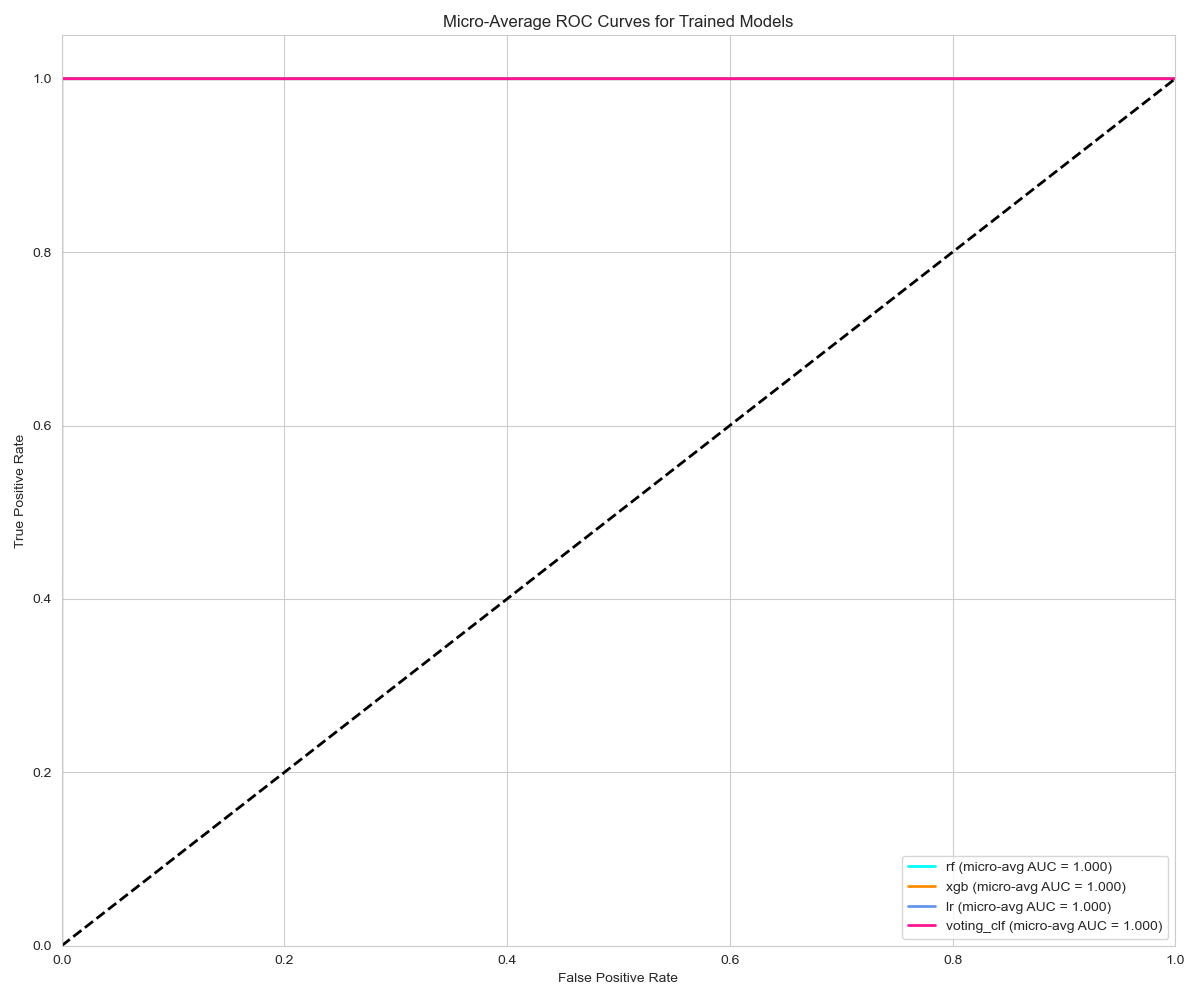 Micro-Average ROC Curves for Trained Models
True Positive Rate
1.0
0.8
0.6
0.4
0.2
0.0
0.0 0.2 0.4 0.6 0.8 1.0
False Positive Rate
rf (micro-avg AUC = 1.000)
xgb (micro-avg AUC = 1.000)
lr (micro-avg AUC = 1.000)
voting_clf (micro-avg AUC = 1.000)